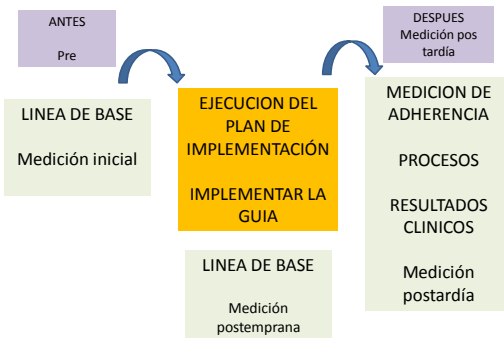 ANTES
Pre
LINEA DE BASE
Medición inicial
EJECUCION DEL
PLAN DE
IMPLEMENTACIÓN
IMPLEMENTAR LA
GUIA
LINEA DE BASE
Medición
postemprana
DESPUES
Medición pos
tardía
MEDICION DE
ADHERENCIA
PROCESOS
RESULTADOS
CLINICOS
Medición
postardía